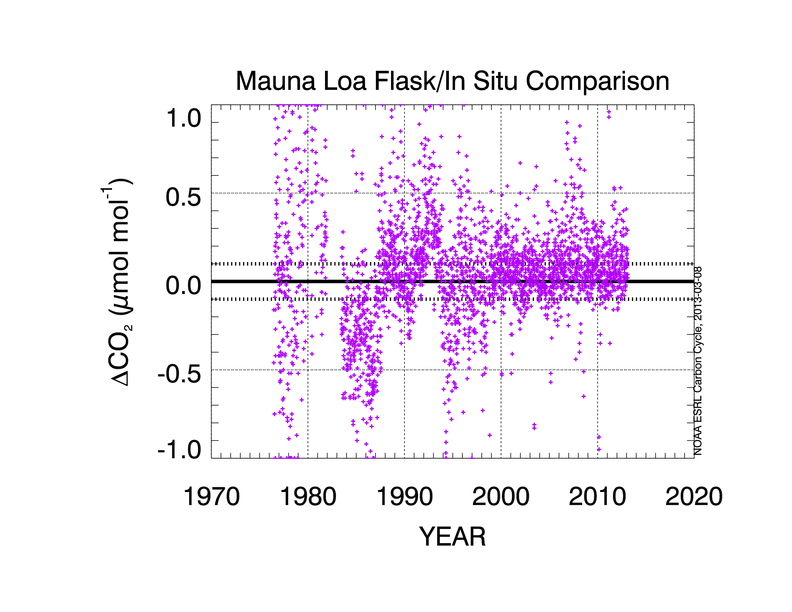 Mauna Loa Flask/In Situ Comparison
1.0
0.5
0.0
-0.5
-1.0
ΔCO₂ (μmol mol⁻¹)
1970 1980 1990 2000 2010 2020
YEAR
NOAA ESRL Carbon Cycle, 2013-03-08